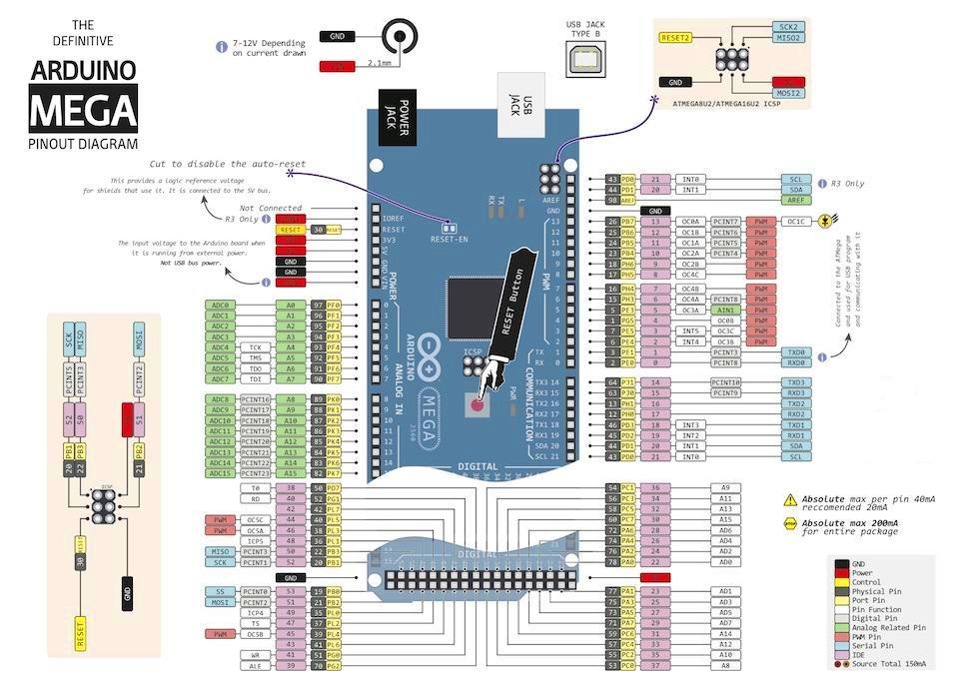 THE
DEFINITIVE
ARDUINO
MEGA
PINOUT DIAGRAM
7-12V Depending
on current drawn
GND
2.1mm
USB JACK
TYPE B
SCK2
MISO2
RESET2
GND
MOSI2
ATMEGA8U2/ATMEGA16U2 ICSP
POWER
JACK
USB
JACK
Cut to disable the auto-reset
This provides a logic reference voltage
for shields that use it. It is connected to the 5V bus.
Not Connected
R3 Only
RESET 30 RESET
The input voltage to the Arduino board when
it is running from external power.
Not USB bus power.
GND
GND
IOREF
RESET
3V3
5V
GND
VIN
POWER
RESET-EN
RX
TX
L
AREF
GND
13
12
11
10
9
8
PWM
7
6
5
4
3
2
TX 1
RX 0
COMMUNICATION
TX3 14
RX3 15
TX2 16
RX2 17
TX1 18
RX1 19
SDA 20
SCL 21
RESET Button
ICSP
PWR
ARDUINO
MEGA
2560
ANALOG IN
DIGITAL
DIGITAL
43 PD0 21 INT0 SCL
44 PD1 20 INT1 SDA
98 AREF AREF
R3 Only
GND
26 PB7 13 OC0A PCINT7 PWM OC1C
25 PB6 12 OC1B PCINT6 PWM
24 PB5 11 OC1A PCINT5 PWM
23 PB4 10 OC2A PCINT4 PWM
18 PH6 9 OC2B PWM
17 PH5 8 OC4C PWM
16 PH4 7 OC4B PWM
15 PH3 6 OC4A PCINT8 PWM
5 PE3 5 OC3A AIN1 PWM
1 PG5 4 OC0B PWM
7 PE5 3 INT5 OC3C PWM
6 PE4 2 INT4 OC3B PWM
3 PE1 1 PCINT3 TXD0
2 PE0 0 PCINT8 RXD0
Connected to the ATMega
and used for USB program
and communicating with it
64 PJ1 14 PCINT10 TXD3
63 PJ0 15 PCINT9 RXD3
13 PH1 16 TXD2
12 PH0 17 RXD2
46 PD3 18 INT3 TXD1
45 PD2 19 INT2 RXD1
44 PD1 20 INT1 SDA
43 PD0 21 INT0 SCL
ADC0 A0 97 PF0
ADC1 A1 96 PF1
ADC2 A2 95 PF2
ADC3 A3 94 PF3
ADC4 TCK A4 93 PF4
ADC5 TMS A5 92 PF5
ADC6 TDO A6 91 PF6
ADC7 TDI A7 90 PF7
ADC8 PCINT16 A8 89 PK0
ADC9 PCINT17 A9 88 PK1
ADC10 PCINT18 A10 87 PK2
ADC11 PCINT19 A11 86 PK3
ADC12 PCINT20 A12 85 PK4
ADC13 PCINT21 A13 84 PK5
ADC14 PCINT22 A14 83 PK6
ADC15 PCINT23 A15 82 PK7
T0 38 50 PD7
RD 40 52 PG1
42 42 PL7
PWM OC5C 44 40 PL5
PWM OC5A 46 38 PL3
ICP5 48 36 PL1
MISO PCINT3 50 22 PB3
SCK PCINT1 52 20 PB1
GND
SS PCINT0 53 19 PB0
MOSI PCINT2 51 21 PB2
ICP4 49 35 PL0
T5 47 37 PL2
PWM OC5B 45 39 PL4
43 41 PL6
WR 41 51 PG0
ALE 39 70 PG2
54 PC1 36 A9
56 PC3 34 A11
58 PC5 32 A13
60 PC7 30 A15
72 PA6 28 AD6
74 PA4 26 AD4
76 PA2 24 AD2
78 PA0 22 AD0
77 PA1 23 AD1
75 PA3 25 AD3
73 PA5 27 AD5
71 PA7 29 AD7
59 PC6 31 A14
57 PC4 33 A12
55 PC2 35 A10
53 PC0 37 A8
SCK
MISO
MOSI
PCINT5
PCINT3
PCINT2
52
50
51
20 PB1
22 PB3
21 PB2
ICSP
30 RESET
GND
RESET
Absolute max per pin 40mA
reccomended 20mA
Absolute max 200mA
for entire package
GND
Power
Control
Physical Pin
Port Pin
Pin Function
Digital Pin
Analog Related Pin
PWM Pin
Serial Pin
IDE
Source Total 150mA